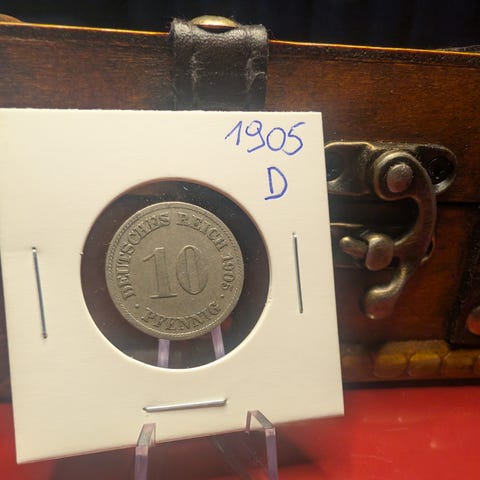 1905
D
DEUTSCHES REICH 1905
10
· PFENNIG ·